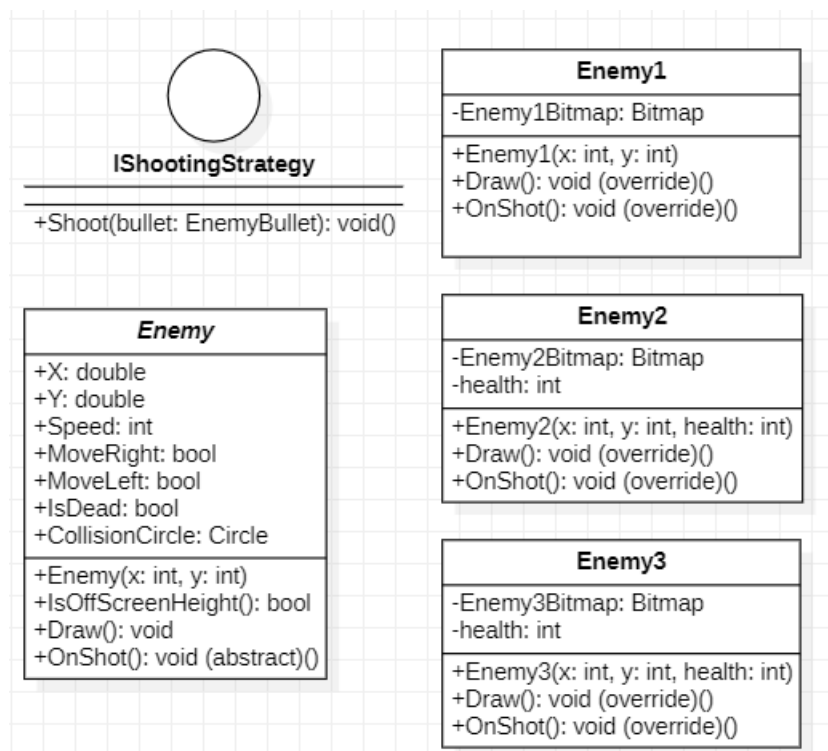 IShootingStrategy
+Shoot(bullet: EnemyBullet): void()
Enemy
+X: double
+Y: double
+Speed: int
+MoveRight: bool
+MoveLeft: bool
+IsDead: bool
+CollisionCircle: Circle
+Enemy(x: int, y: int)
+IsOffScreenHeight(): bool
+Draw(): void
+OnShot(): void (abstract)()
Enemy1
-Enemy1Bitmap: Bitmap
+Enemy1(x: int, y: int)
+Draw(): void (override)()
+OnShot(): void (override)()
Enemy2
-Enemy2Bitmap: Bitmap
-health: int
+Enemy2(x: int, y: int, health: int)
+Draw(): void (override)()
+OnShot(): void (override)()
Enemy3
-Enemy3Bitmap: Bitmap
-health: int
+Enemy3(x: int, y: int, health: int)
+Draw(): void (override)()
+OnShot(): void (override)()